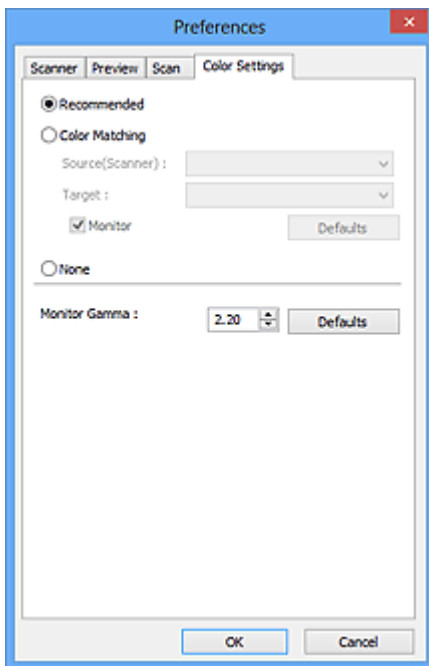 Preferences
Scanner Preview Scan Color Settings
Recommended
Color Matching
Source(Scanner) :
Target :
Monitor Defaults
None
Monitor Gamma : 2.20 Defaults
OK Cancel